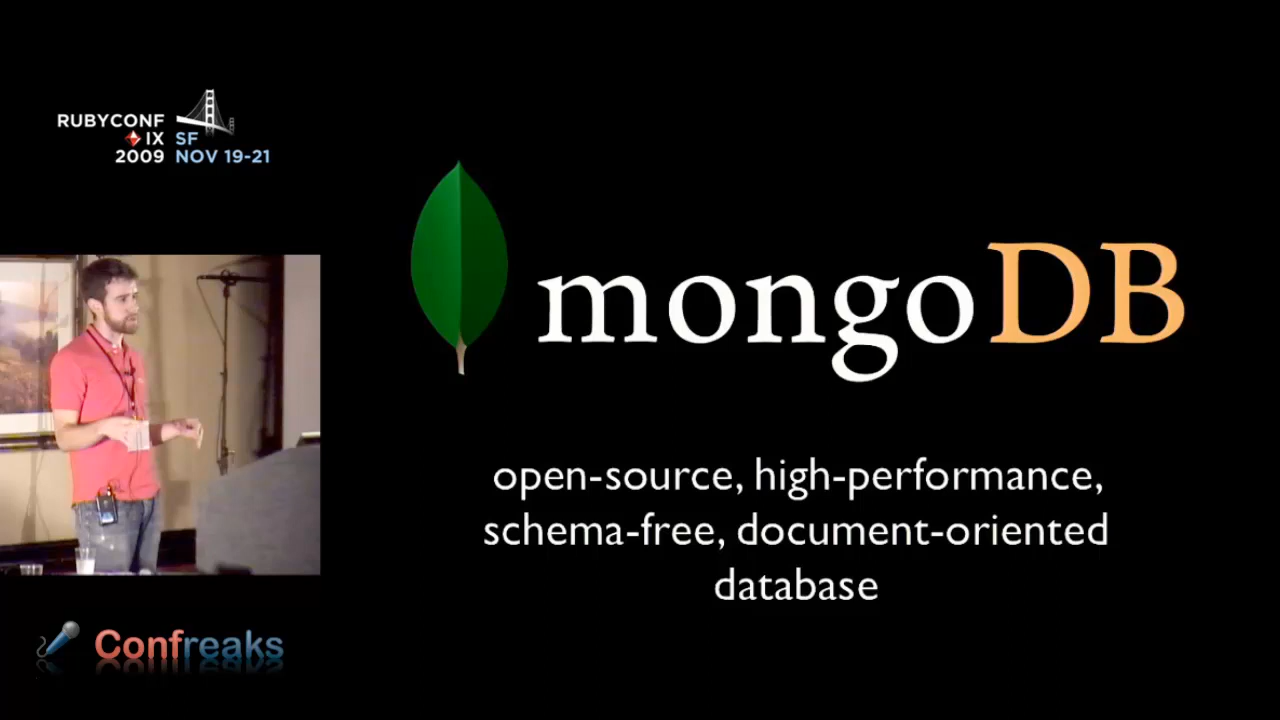 RUBYCONF
IX SF
2009 NOV 19-21
mongoDB
open-source, high-performance,
schema-free, document-oriented
database
Confreaks